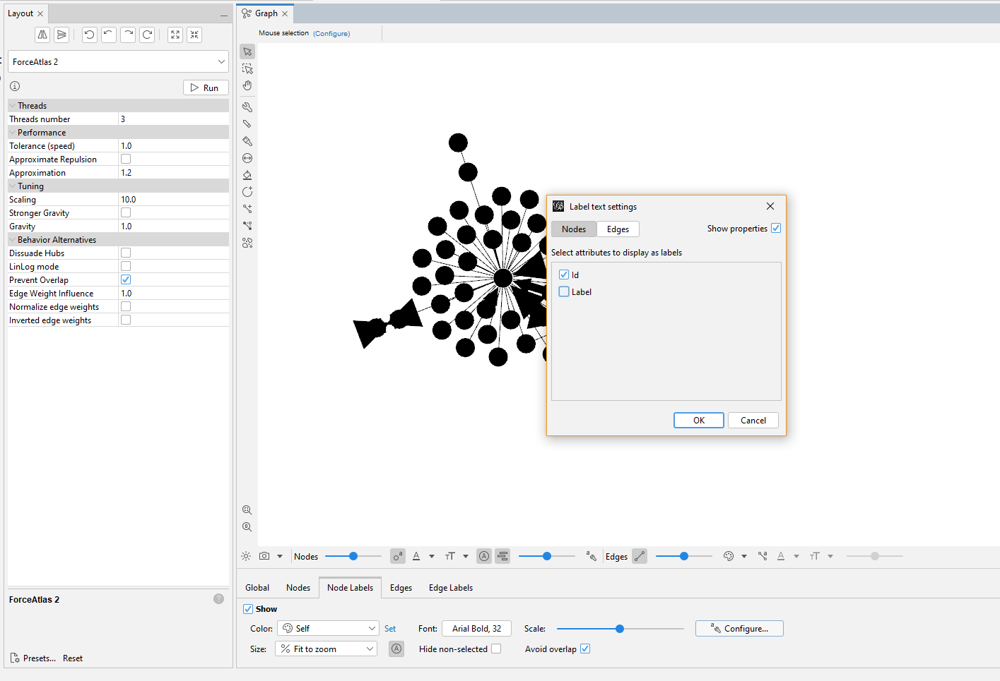 Layout
Graph
Mouse selection (Configure)
ForceAtlas 2
Run
Threads
Threads number 3
Performance
Tolerance (speed) 1.0
Approximate Repulsion
Approximation 1.2
Tuning
Scaling 10.0
Stronger Gravity
Gravity 1.0
Behavior Alternatives
Dissuade Hubs
LinLog mode
Prevent Overlap
Edge Weight Influence 1.0
Normalize edge weights
Inverted edge weights
ForceAtlas 2
Presets... Reset
Label text settings
Nodes Edges Show properties
Select attributes to display as labels
Id
Label
OK Cancel
Nodes Edges
Global Nodes Node Labels Edges Edge Labels
Show
Color: Self Set Font: Arial Bold, 32 Scale: Configure...
Size: Fit to zoom Hide non-selected Avoid overlap